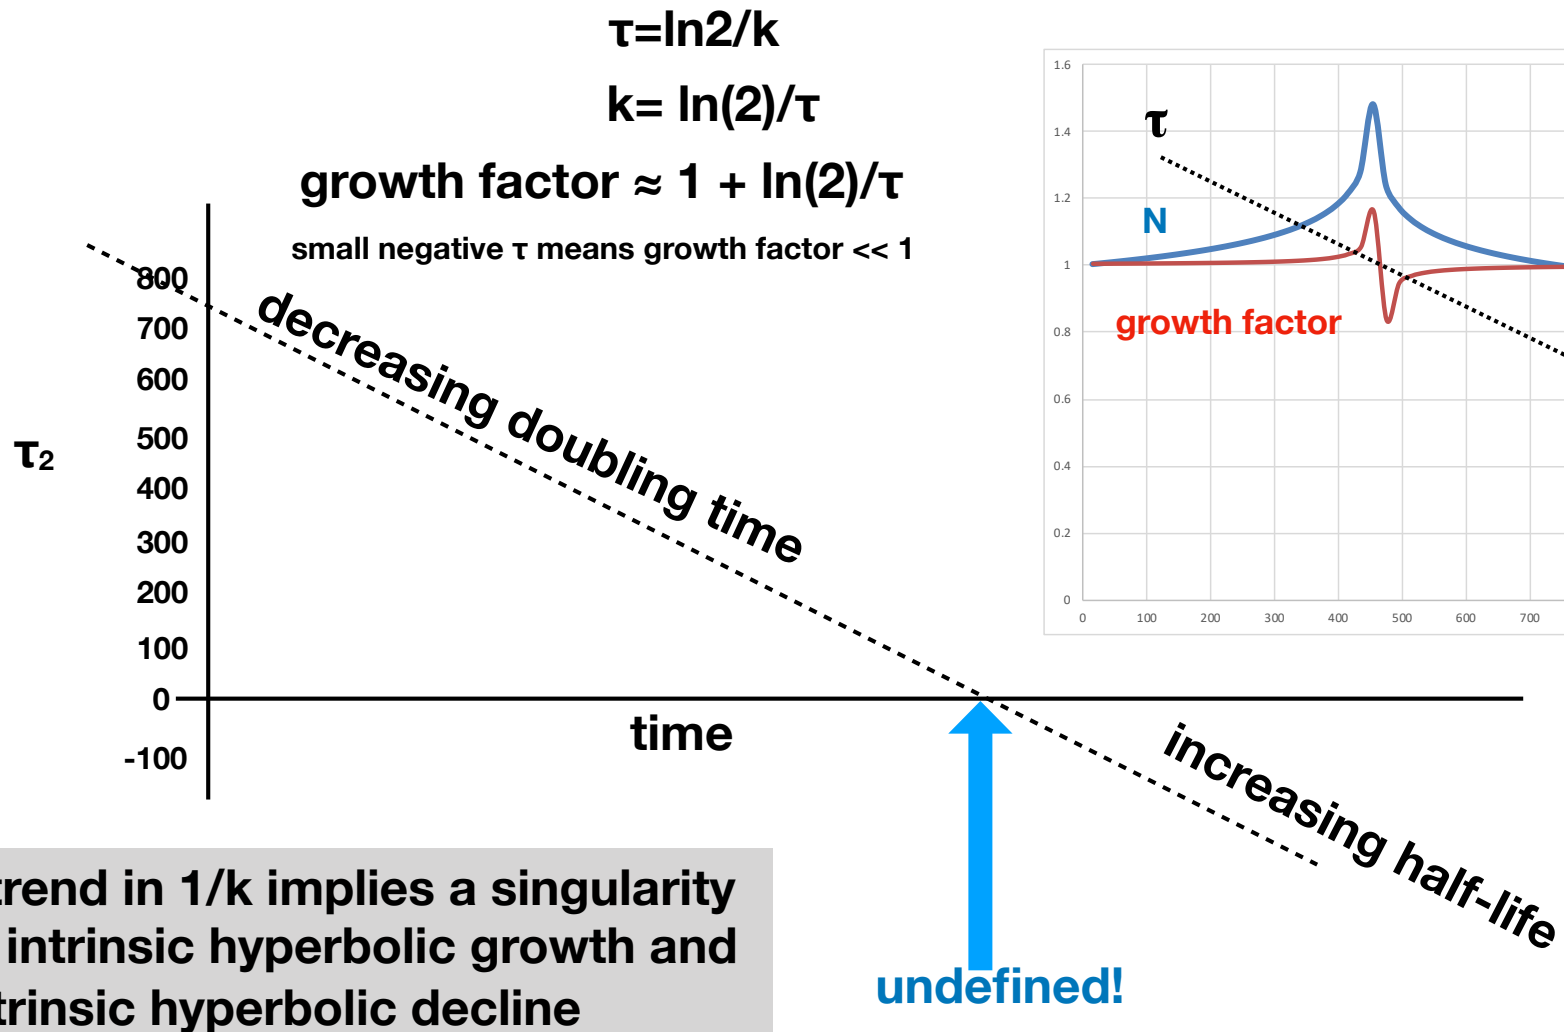 τ=ln2/k
k= ln(2)/τ
growth factor ≈ 1 + ln(2)/τ
small negative τ means growth factor << 1
800
700
600
500
400
300
200
100
0
-100
τ₂
decreasing doubling time
time
increasing half-life
undefined!
1.6
1.4
1.2
1
0.8
0.6
0.4
0.2
0
0 100 200 300 400 500 600 700
τ
N
growth factor
trend in 1/k implies a singularity
intrinsic hyperbolic growth and
trinsic hyperbolic decline